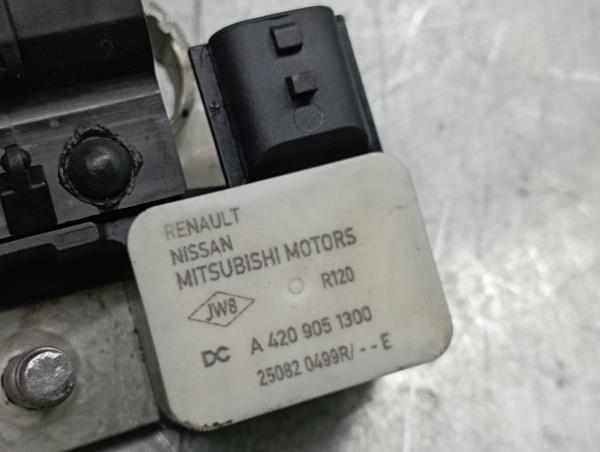 RENAULT
NISSAN
MITSUBISHI MOTORS
R120
JW8
DC A 420 905 1300
25082 0499R/--E